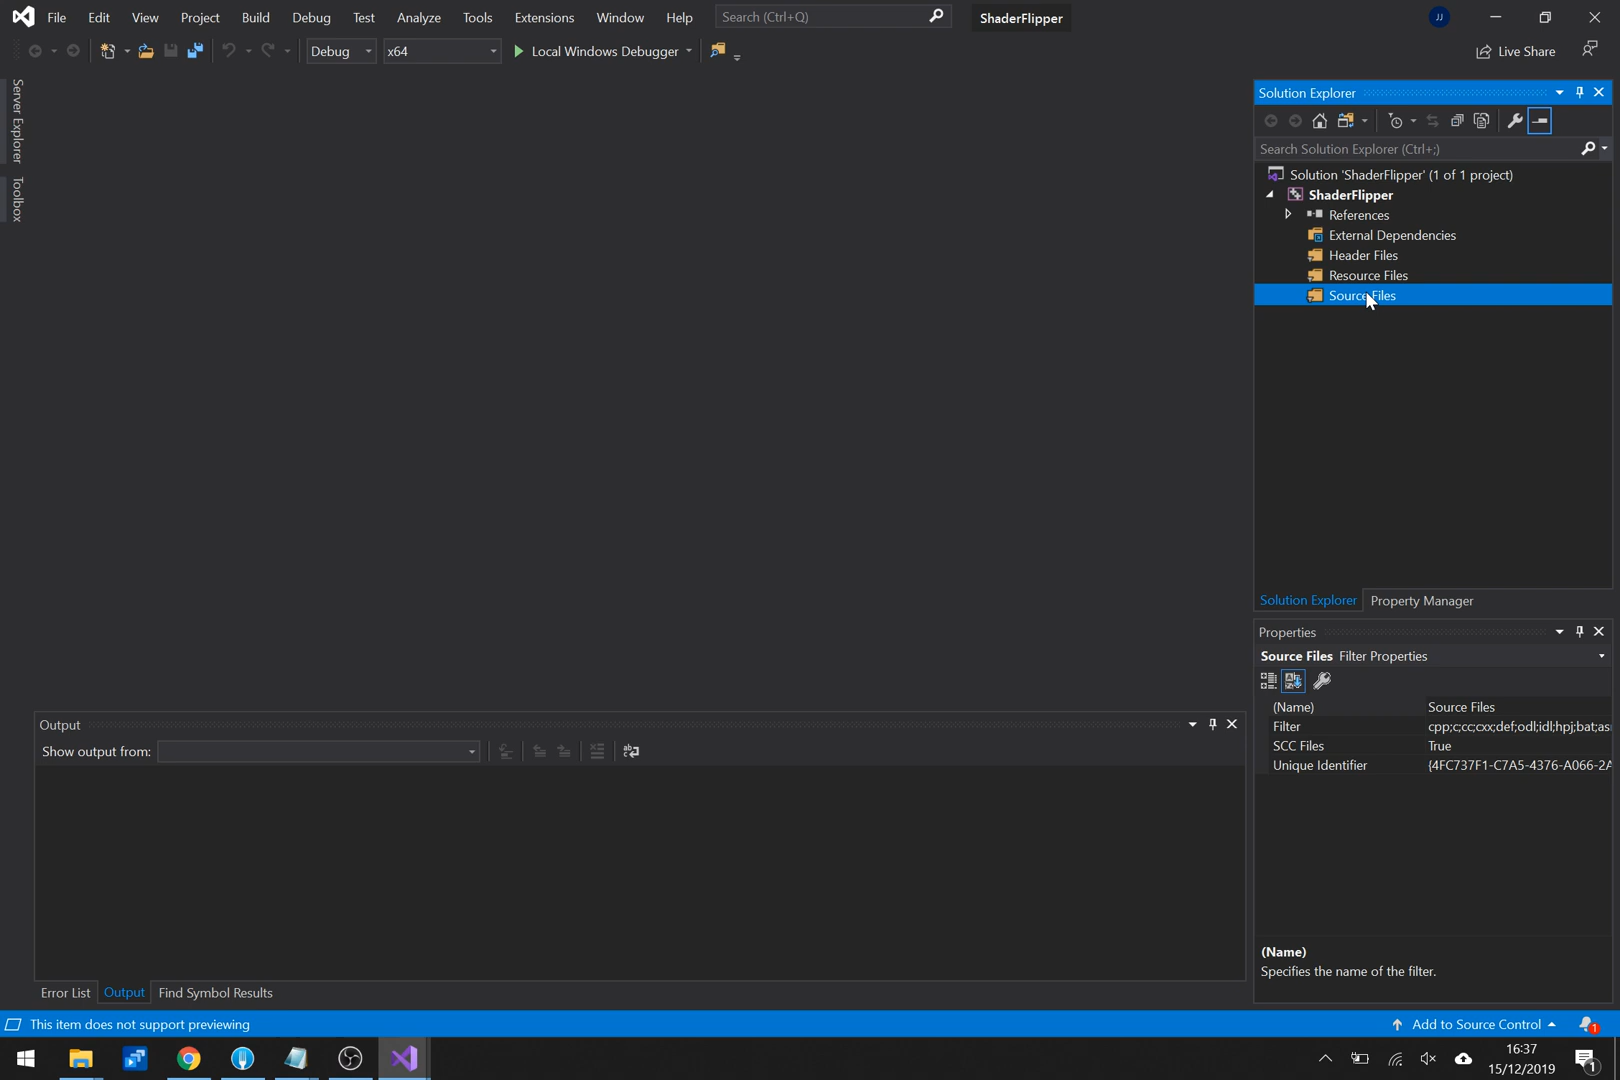 File Edit View Project Build Debug Test Analyze Tools Extensions Window Help Search (Ctrl+Q) ShaderFlipper JJ
Debug x64 Local Windows Debugger Live Share
Server Explorer
Toolbox
Solution Explorer
Search Solution Explorer (Ctrl+;)
Solution 'ShaderFlipper' (1 of 1 project)
ShaderFlipper
References
External Dependencies
Header Files
Resource Files
Source Files
Solution Explorer Property Manager
Properties
Source Files Filter Properties
(Name) Source Files
Filter cpp;c;cc;cxx;def;odl;idl;hpj;bat;as
SCC Files True
Unique Identifier {4FC737F1-C7A5-4376-A066-2A
(Name)
Specifies the name of the filter.
Output
Show output from:
Error List Output Find Symbol Results
This item does not support previewing Add to Source Control 1
16:37
15/12/2019 1